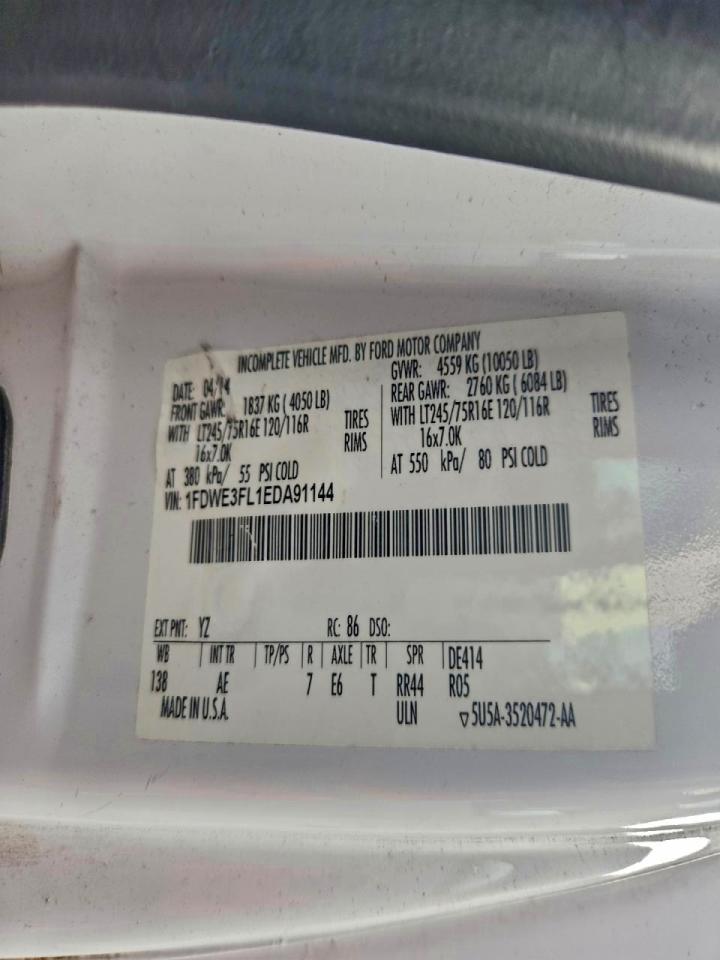 INCOMPLETE VEHICLE MFD. BY FORD MOTOR COMPANY
DATE: 04/14 GVWR: 4559 KG (10050 LB)
FRONT GAWR: 1837 KG ( 4050 LB) REAR GAWR: 2760 KG ( 6084 LB)
WITH LT245/75R16E 120/116R TIRES WITH LT245/75R16E 120/116R TIRES
16x7.0K RIMS 16x7.0K RIMS
AT 380 kPa/ 55 PSI COLD AT 550 kPa/ 80 PSI COLD
VIN: 1FDWE3FL1EDA91144
EXT PNT: YZ RC: 86 DSO:
WB INT TR TP/PS R AXLE TR SPR DE414
138 AE 7 E6 T RR44 R05
MADE IN U.S.A. ULN ▽5U5A-3520472-AA